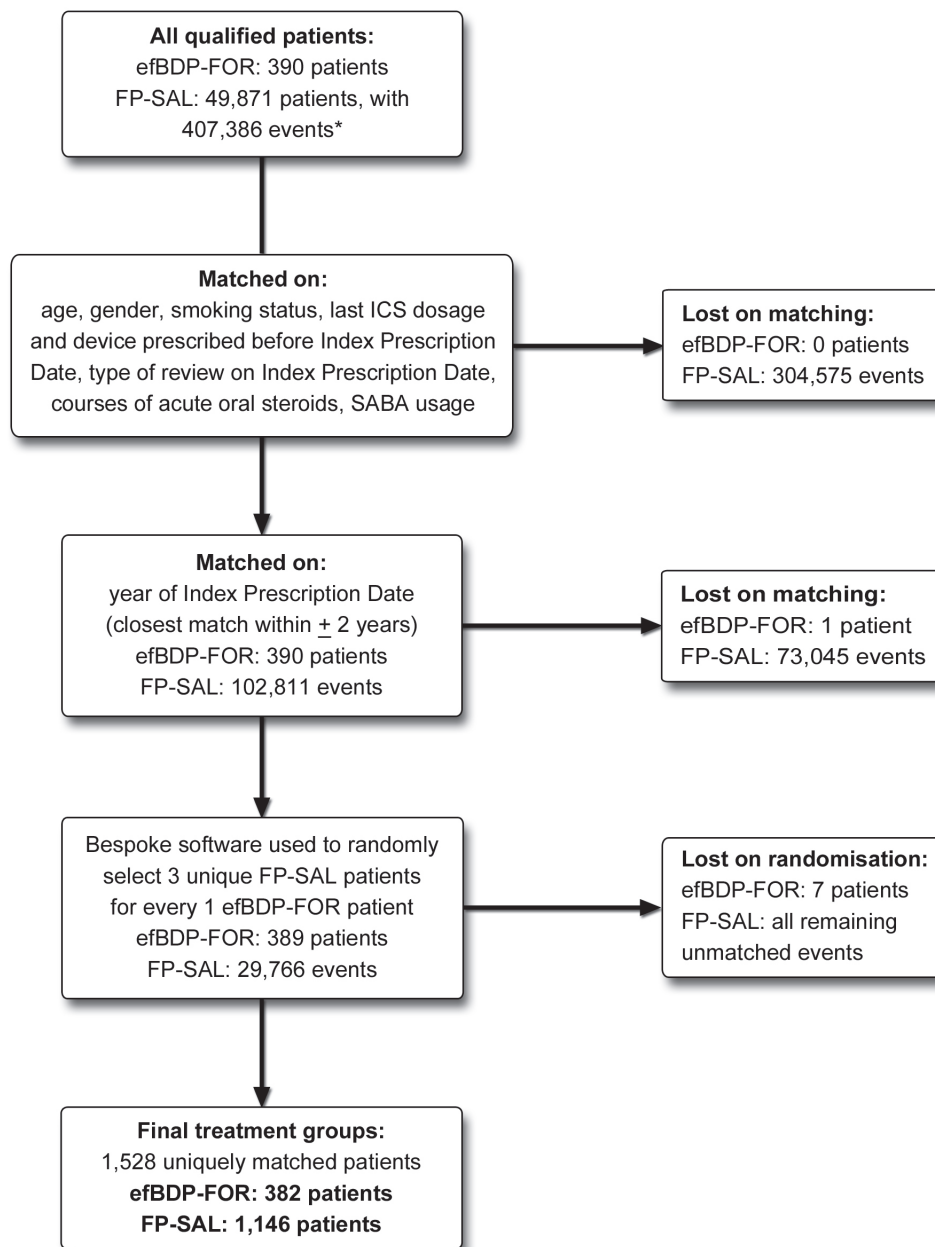 All qualified patients:
efBDP-FOR: 390 patients
FP-SAL: 49,871 patients, with
407,386 events*
Matched on:
age, gender, smoking status, last ICS dosage
and device prescribed before Index Prescription
Date, type of review on Index Prescription Date,
courses of acute oral steroids, SABA usage
Lost on matching:
efBDP-FOR: 0 patients
FP-SAL: 304,575 events
Matched on:
year of Index Prescription Date
(closest match within ± 2 years)
efBDP-FOR: 390 patients
FP-SAL: 102,811 events
Lost on matching:
efBDP-FOR: 1 patient
FP-SAL: 73,045 events
Bespoke software used to randomly
select 3 unique FP-SAL patients
for every 1 efBDP-FOR patient
efBDP-FOR: 389 patients
FP-SAL: 29,766 events
Lost on randomisation:
efBDP-FOR: 7 patients
FP-SAL: all remaining
unmatched events
Final treatment groups:
1,528 uniquely matched patients
efBDP-FOR: 382 patients
FP-SAL: 1,146 patients